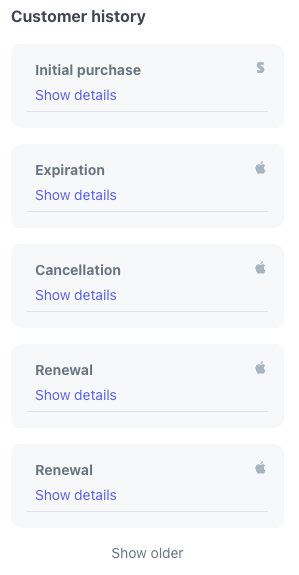 Customer history
Initial purchase
Show details
Expiration
Show details
Cancellation
Show details
Renewal
Show details
Renewal
Show details
Show older